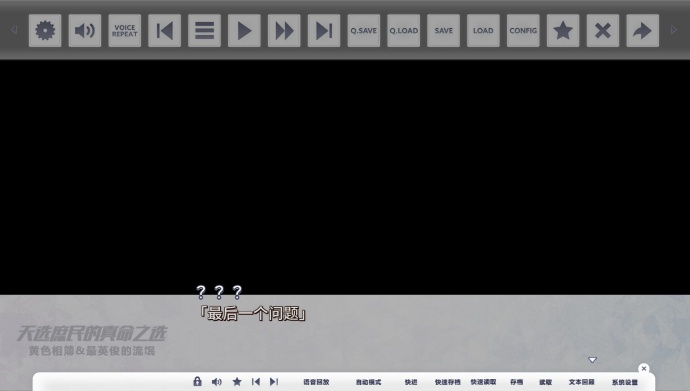 VOICE
REPEAT
Q.SAVE
Q.LOAD
SAVE
LOAD
CONFIG
？？？
「最后一个问题」
天选庶民的真命之选
黄色相簿&最英俊的流氓
语音回放
自动模式
快进
快速存档
快速读取
存档
读取
文本回廊
系统设置